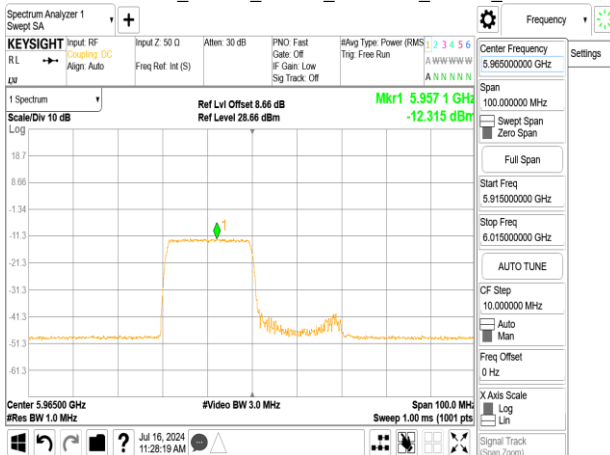 Spectrum Analyzer 1
Swept SA
+
Frequency
Settings
KEYSIGHT
RL
Input: RF
Coupling: DC
Align: Auto
Input Z: 50 Ω
Freq Ref: Int (S)
Atten: 30 dB
PNO: Fast
Gate: Off
IF Gain: Low
Sig Track: Off
#Avg Type: Power (RMS
Trig: Free Run
1 2 3 4 5 6
A W W W W W
A N N N N N
1 Spectrum
Scale/Div 10 dB
Ref Lvl Offset 8.66 dB
Ref Level 28.66 dBm
Mkr1 5.957 1 GHz
-12.315 dBm
Log
18.7
8.66
-1.34
-11.3
-21.3
-31.3
-41.3
-51.3
-61.3
1
Center 5.96500 GHz
#Res BW 1.0 MHz
#Video BW 3.0 MHz
Span 100.0 MHz
Sweep 1.00 ms (1001 pts
Center Frequency
5.965000000 GHz
Span
100.000000 MHz
Swept Span
Zero Span
Full Span
Start Freq
5.915000000 GHz
Stop Freq
6.015000000 GHz
AUTO TUNE
CF Step
10.000000 MHz
Auto
Man
Freq Offset
0 Hz
X Axis Scale
Log
Lin
Signal Track
(Span Zoom)
?
Jul 16, 2024
11:28:19 AM